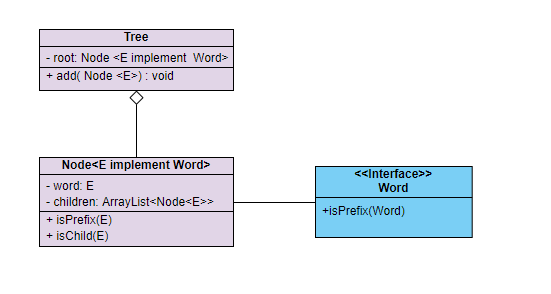 Tree
- root: Node <E implement  Word>
+ add( Node <E>) : void
Node<E implement Word>
- word: E
- children: ArrayList<Node<E>>
+ isPrefix(E)
+ isChild(E)
<<Interface>>
Word
+isPrefix(Word)